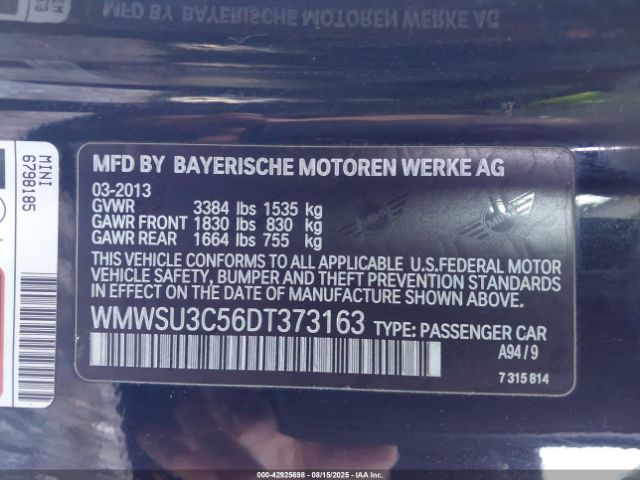 MFD BY BAYERISCHE MOTOREN WERKE AG
MINI
6798185
MFD BY BAYERISCHE MOTOREN WERKE AG
03-2013
GVWR 3384 lbs 1535 kg
GAWR FRONT 1830 lbs 830 kg
GAWR REAR 1664 lbs 755 kg
THIS VEHICLE CONFORMS TO ALL APPLICABLE U.S.FEDERAL MOTOR
VEHICLE SAFETY, BUMPER AND THEFT PREVENTION STANDARDS
IN EFFECT ON THE DATE OF MANUFACTURE SHOWN ABOVE.
WMWSU3C56DT373163 TYPE: PASSENGER CAR
A94/9
7 315 814
000-42925698 - 08/15/2025 - IAAI.COM